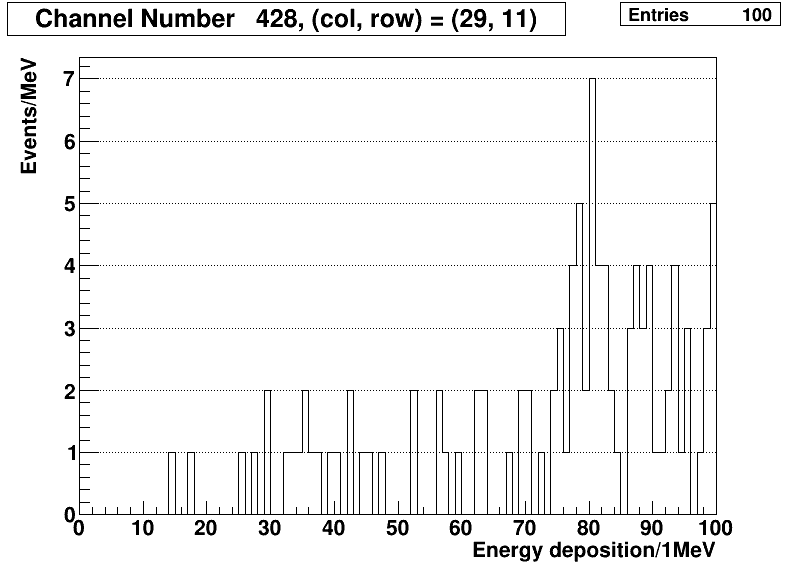 Channel Number 428, (col, row) = (29, 11)
Entries 100
Events/MeV
7
6
5
4
3
2
1
0
0 10 20 30 40 50 60 70 80 90 100
Energy deposition/1MeV